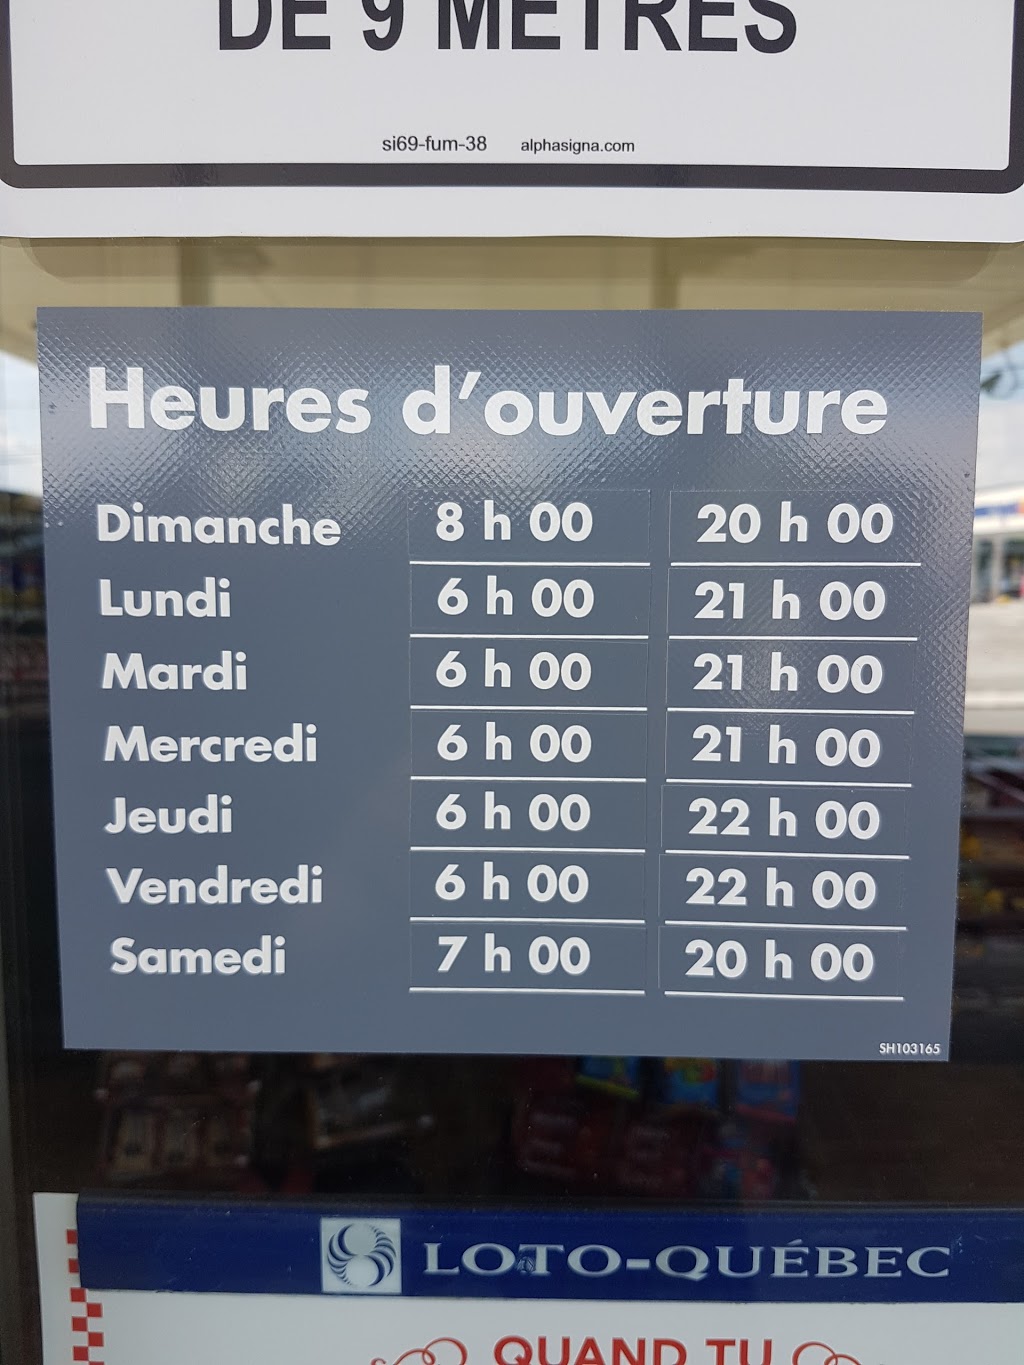 DE 9 MÈTRES
si69-fum-38 alphasigna.com
Heures d'ouverture
Dimanche 8 h 00 20 h 00
Lundi 6 h 00 21 h 00
Mardi 6 h 00 21 h 00
Mercredi 6 h 00 21 h 00
Jeudi 6 h 00 22 h 00
Vendredi 6 h 00 22 h 00
Samedi 7 h 00 20 h 00
SH103165
LOTO-QUÉBEC
QUAND TU